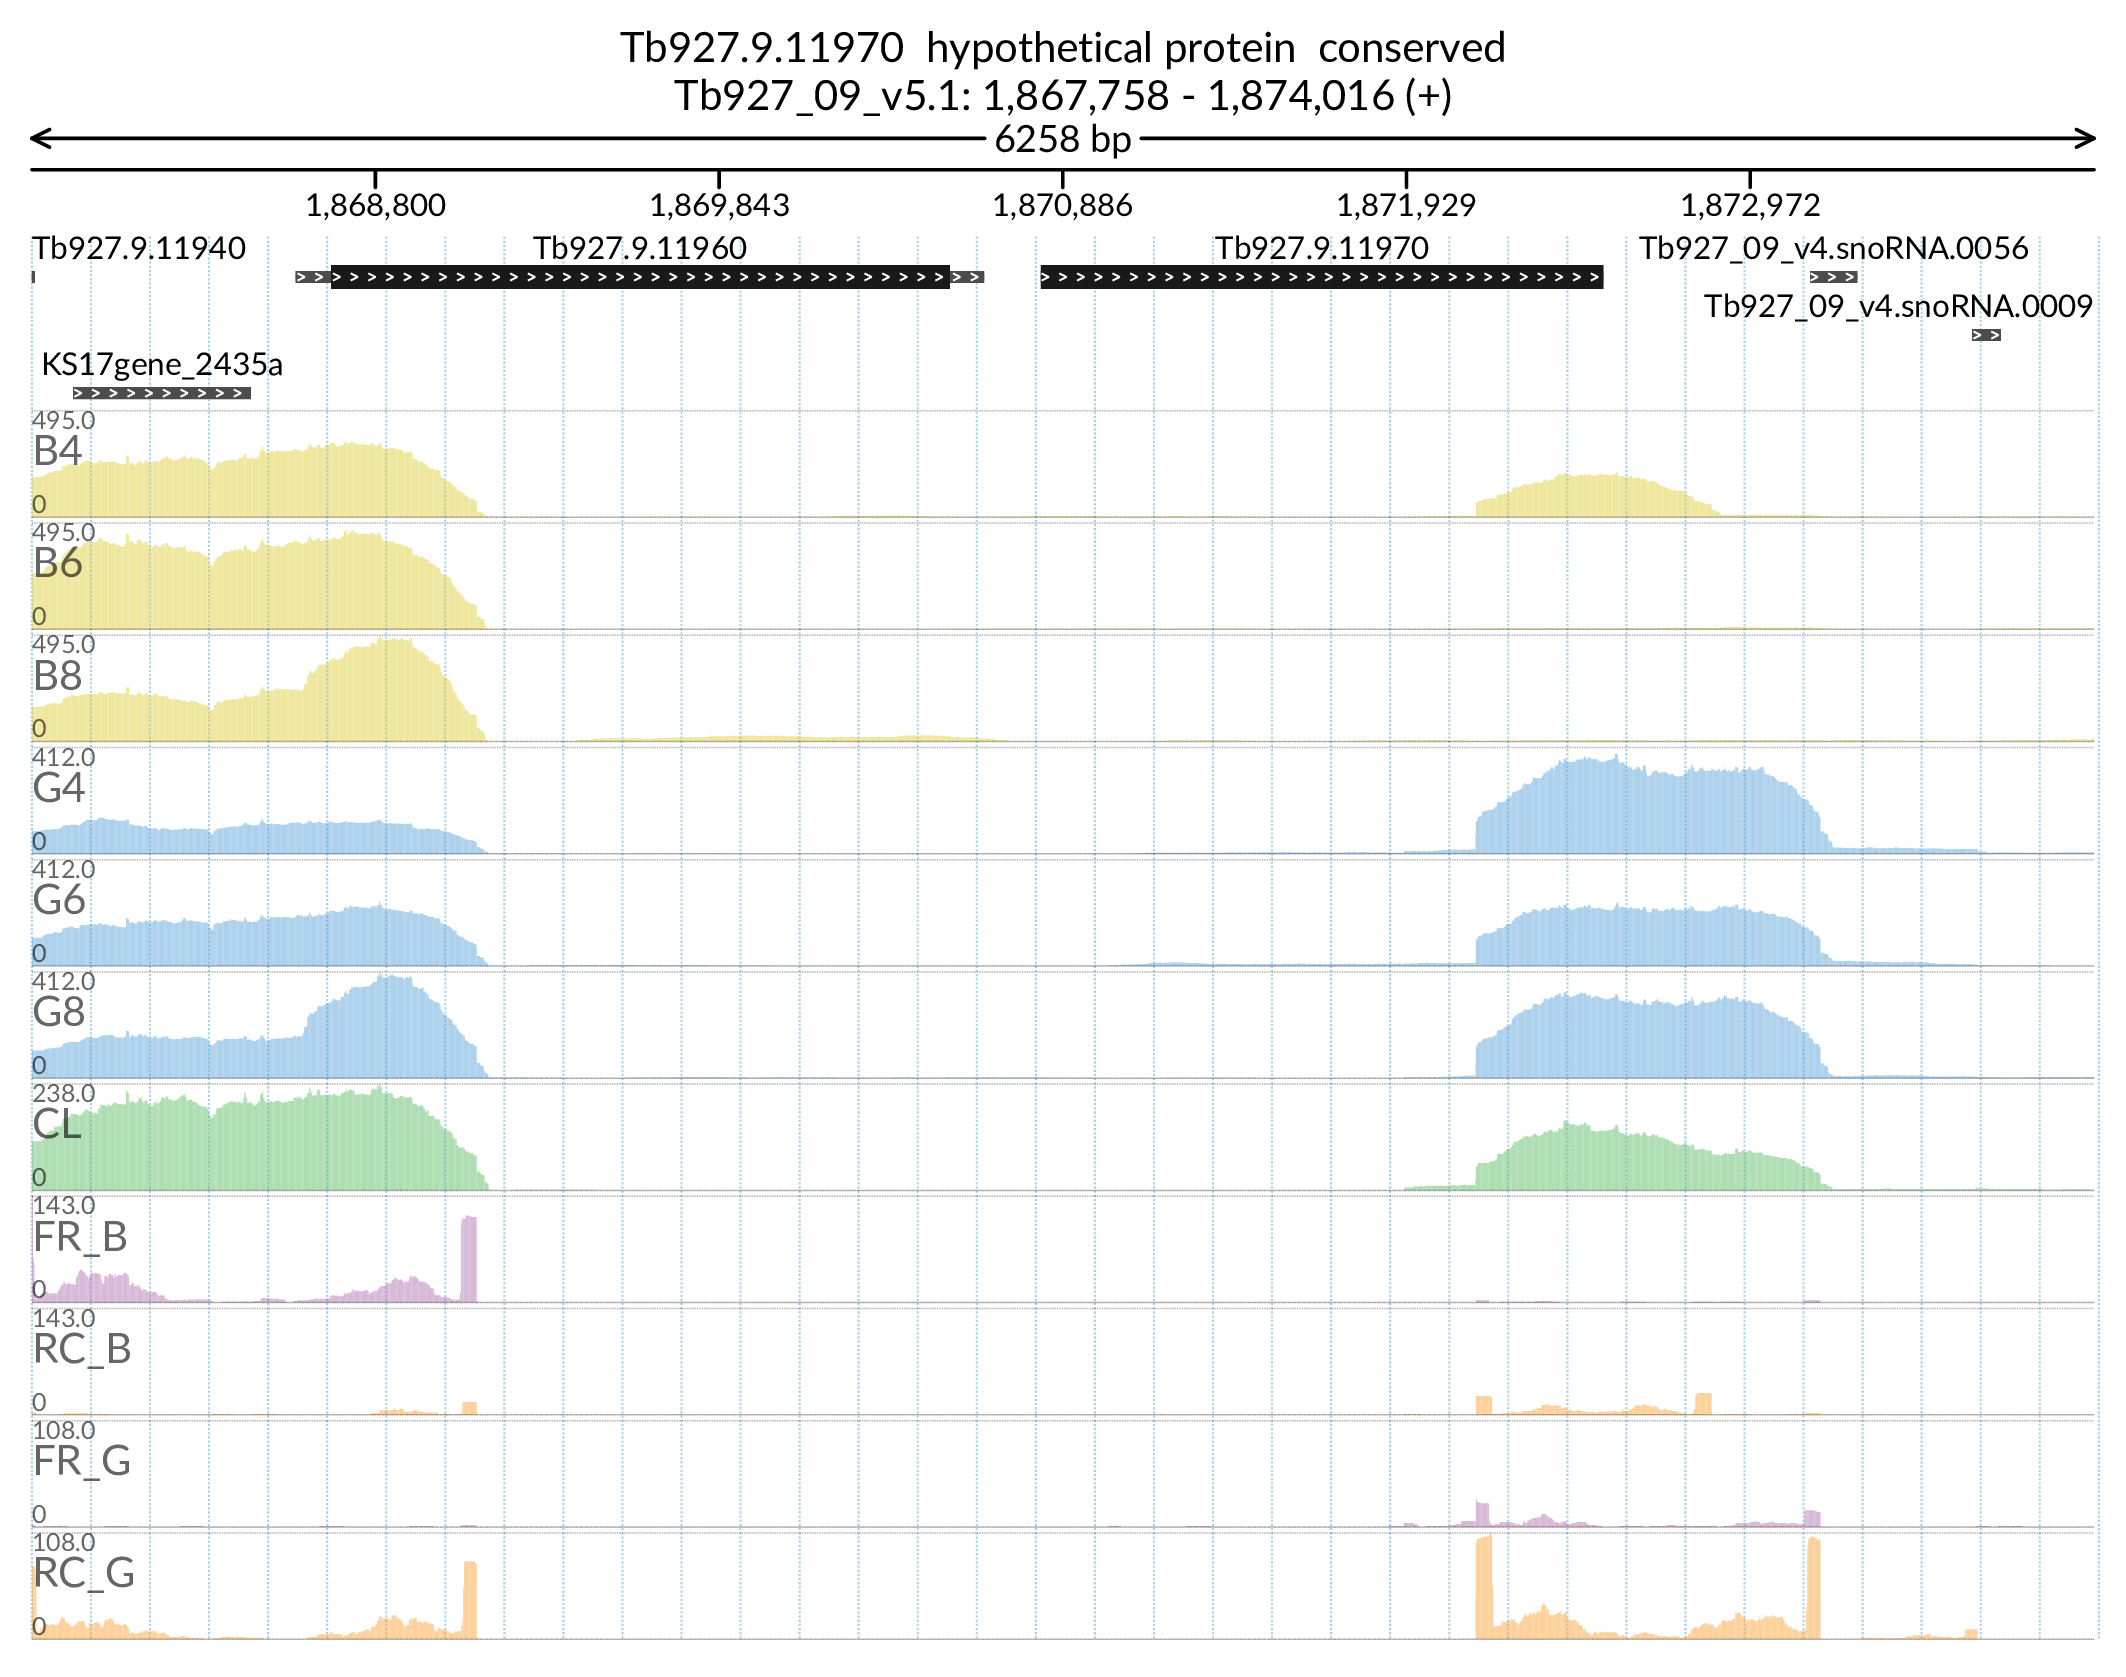 Tb927.9.11970  hypothetical protein  conserved
Tb927_09_v5.1: 1,867,758 - 1,874,016 (+)
6258 bp
1,868,800 1,869,843 1,870,886 1,871,929 1,872,972
Tb927.9.11940 Tb927.9.11960 Tb927.9.11970 Tb927_09_v4.snoRNA.0056
Tb927_09_v4.snoRNA.0009
KS17gene_2435a
495.0
B4
0
495.0
B6
0
495.0
B8
0
412.0
G4
0
412.0
G6
0
412.0
G8
0
238.0
CL
0
143.0
FR_B
0
143.0
RC_B
0
108.0
FR_G
0
108.0
RC_G
0